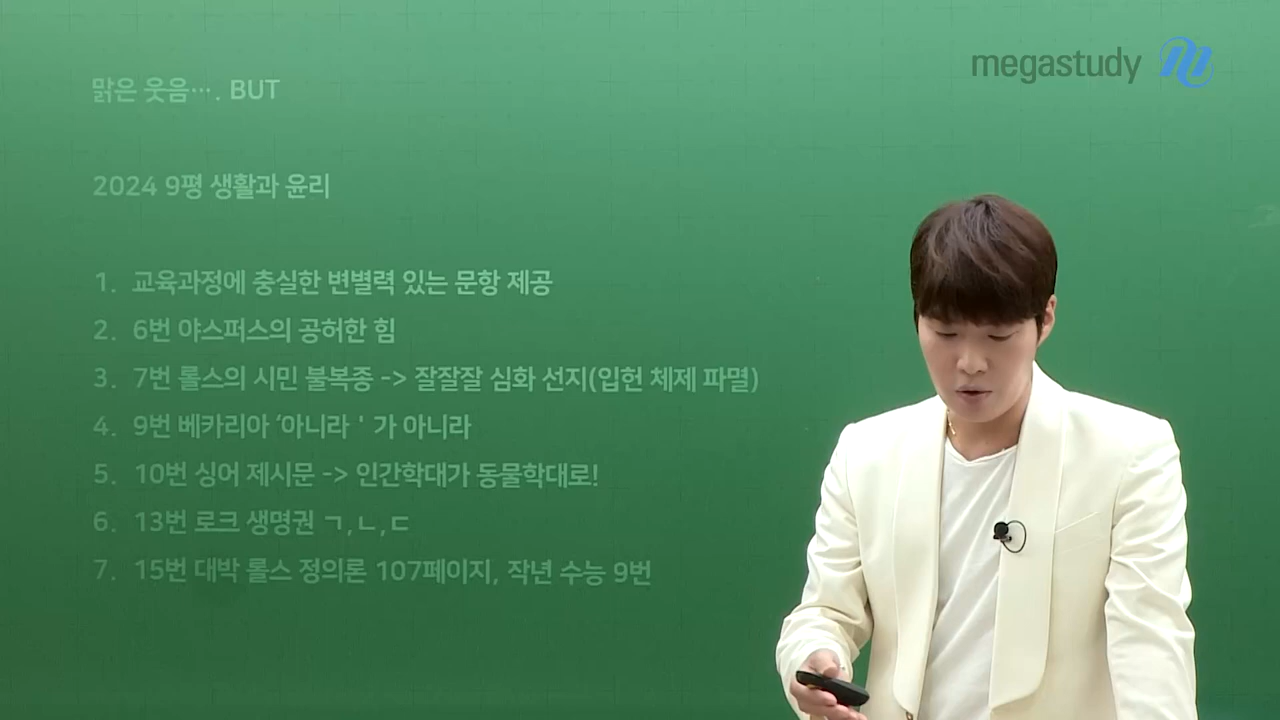 megastudy
맑은 웃음···. BUT
2024 9평 생활과 윤리
1. 교육과정에 충실한 변별력 있는 문항 제공
2. 6번 야스퍼스의 공허한 힘
3. 7번 롤스의 시민 불복종 -> 잘잘잘 심화 선지(입헌 체제 파멸)
4. 9번 베카리아 ‘아니라 ' 가 아니라
5. 10번 싱어 제시문 -> 인간학대가 동물학대로!
6. 13번 로크 생명권 ㄱ,ㄴ,ㄷ
7. 15번 대박 롤스 정의론 107페이지, 작년 수능 9번